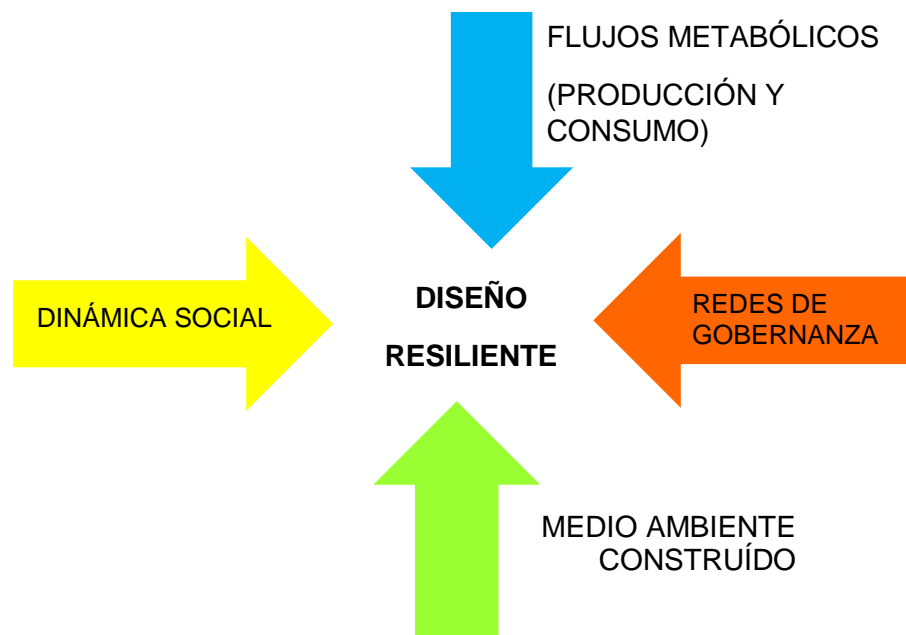 FLUJOS METABÓLICOS
(PRODUCCIÓN Y
CONSUMO)
DINÁMICA SOCIAL
DISEÑO
RESILIENTE
REDES DE
GOBERNANZA
MEDIO AMBIENTE
CONSTRUÍDO